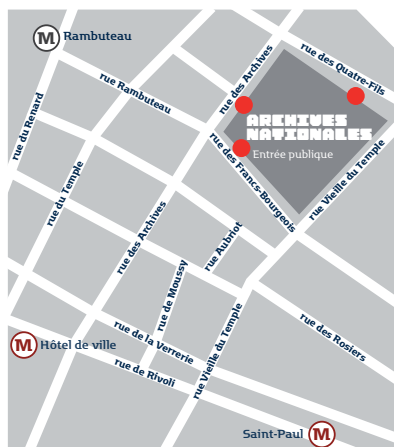 M Rambuteau
rue des Quatre-Fils
rue des Archives
rue Rambuteau
rue du Renard
ARCHIVES
NATIONALES
Entrée publique
rue des Francs-Bourgeois
rue Vieille du Temple
rue du Temple
rue des Archives
rue Aubriot
rue de Moussy
rue des Rosiers
rue de la Verrerie
M Hôtel de ville
rue de Rivoli
rue Vieille du Temple
Saint-Paul M